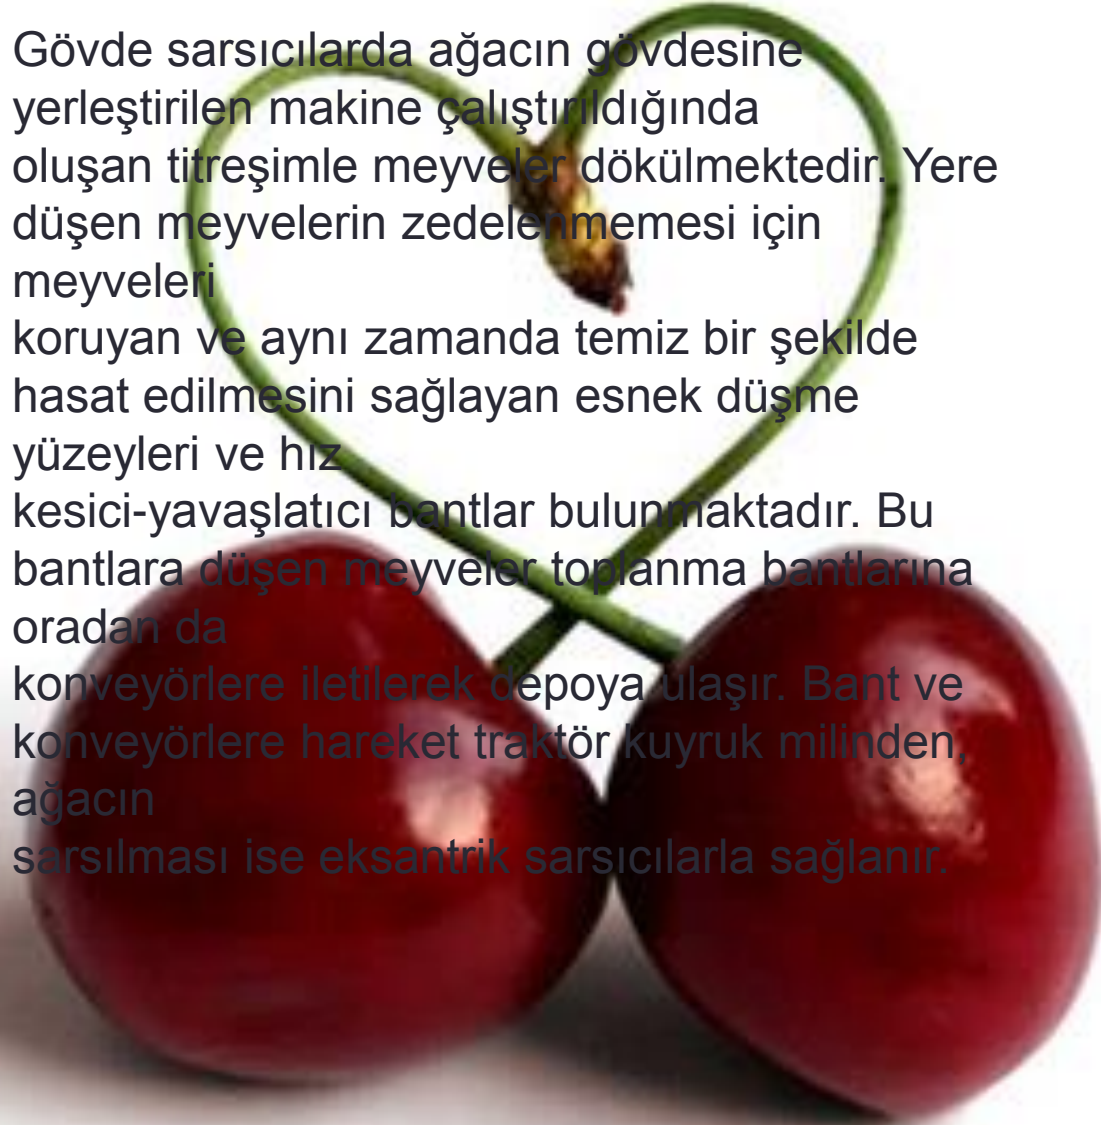 Gövde sarsıcılarda ağacın gövdesine
yerleştirilen makine çalıştırıldığında
oluşan titreşimle meyveler dökülmektedir. Yere
düşen meyvelerin zedelenmemesi için
meyveleri
koruyan ve aynı zamanda temiz bir şekilde
hasat edilmesini sağlayan esnek düşme
yüzeyleri ve hız
kesici-yavaşlatıcı bantlar bulunmaktadır. Bu
bantlara düşen meyveler toplanma bantlarına
oradan da
konveyörlere iletilerek depoya ulaşır. Bant ve
konveyörlere hareket traktör kuyruk milinden,
ağacın
sarsılması ise eksantrik sarsıcılarla sağlanır.